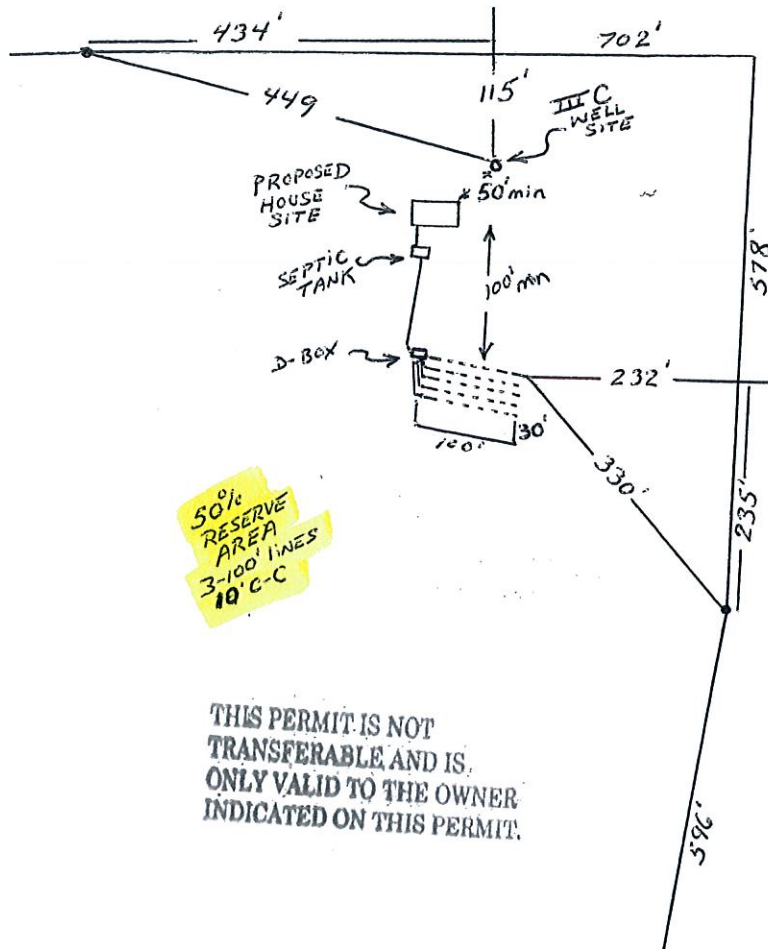 434'
702'
449
115'
III C
WELL
SITE
PROPOSED
HOUSE
SITE
50' min
SEPTIC
TANK
100' min
578'
D-BOX
232'
100'
30'
330'
235'
50%
RESERVE
AREA
3-100' LINES
10' C-C
THIS PERMIT IS NOT
TRANSFERABLE AND IS
ONLY VALID TO THE OWNER
INDICATED ON THIS PERMIT.
596'